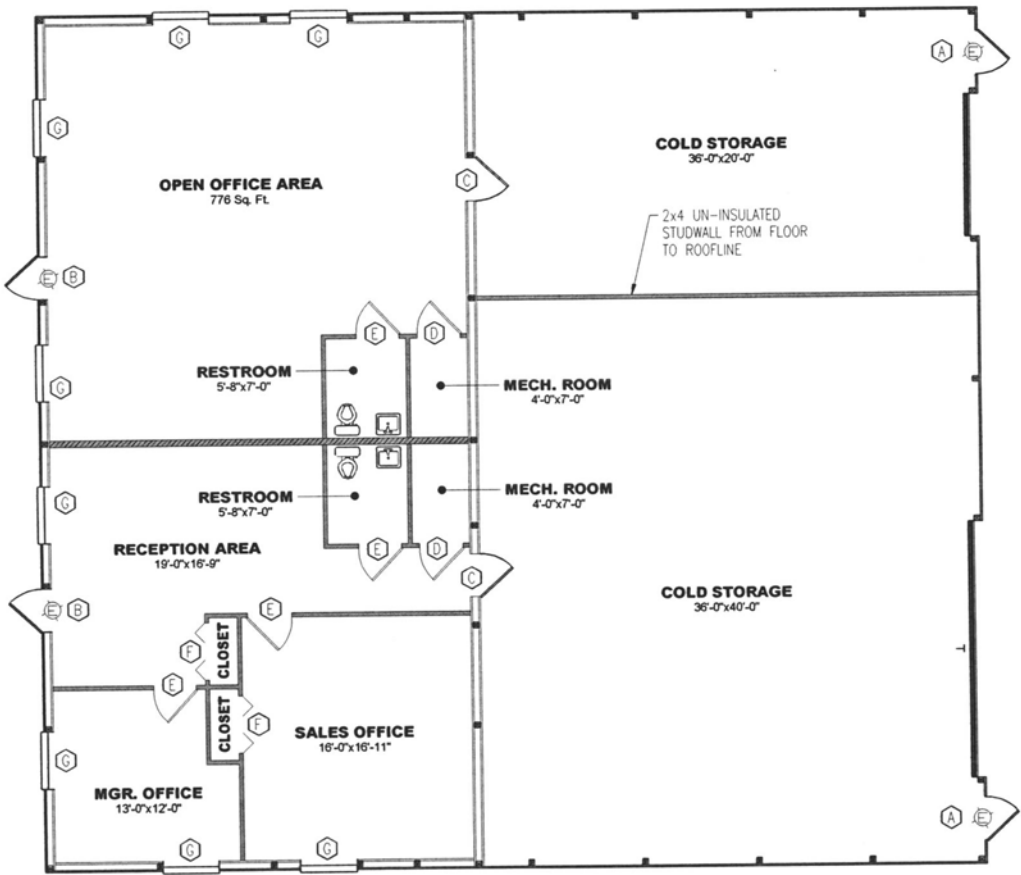 G
G
A
E
G
COLD STORAGE
36'-0"x20'-0"
OPEN OFFICE AREA
776 Sq. Ft.
C
2x4 UN-INSULATED
STUDWALL FROM FLOOR
TO ROOFLINE
E
B
E
D
RESTROOM
5'-8"x7'-0"
MECH. ROOM
4'-0"x7'-0"
G
G
RESTROOM
5'-8"x7'-0"
MECH. ROOM
4'-0"x7'-0"
RECEPTION AREA
19'-0"x16'-9"
E
D
C
COLD STORAGE
36'-0"x40'-0"
E
B
E
F
CLOSET
E
CLOSET
F
SALES OFFICE
16'-0"x16'-11"
G
MGR. OFFICE
13'-0"x12'-0"
A
E
G
G